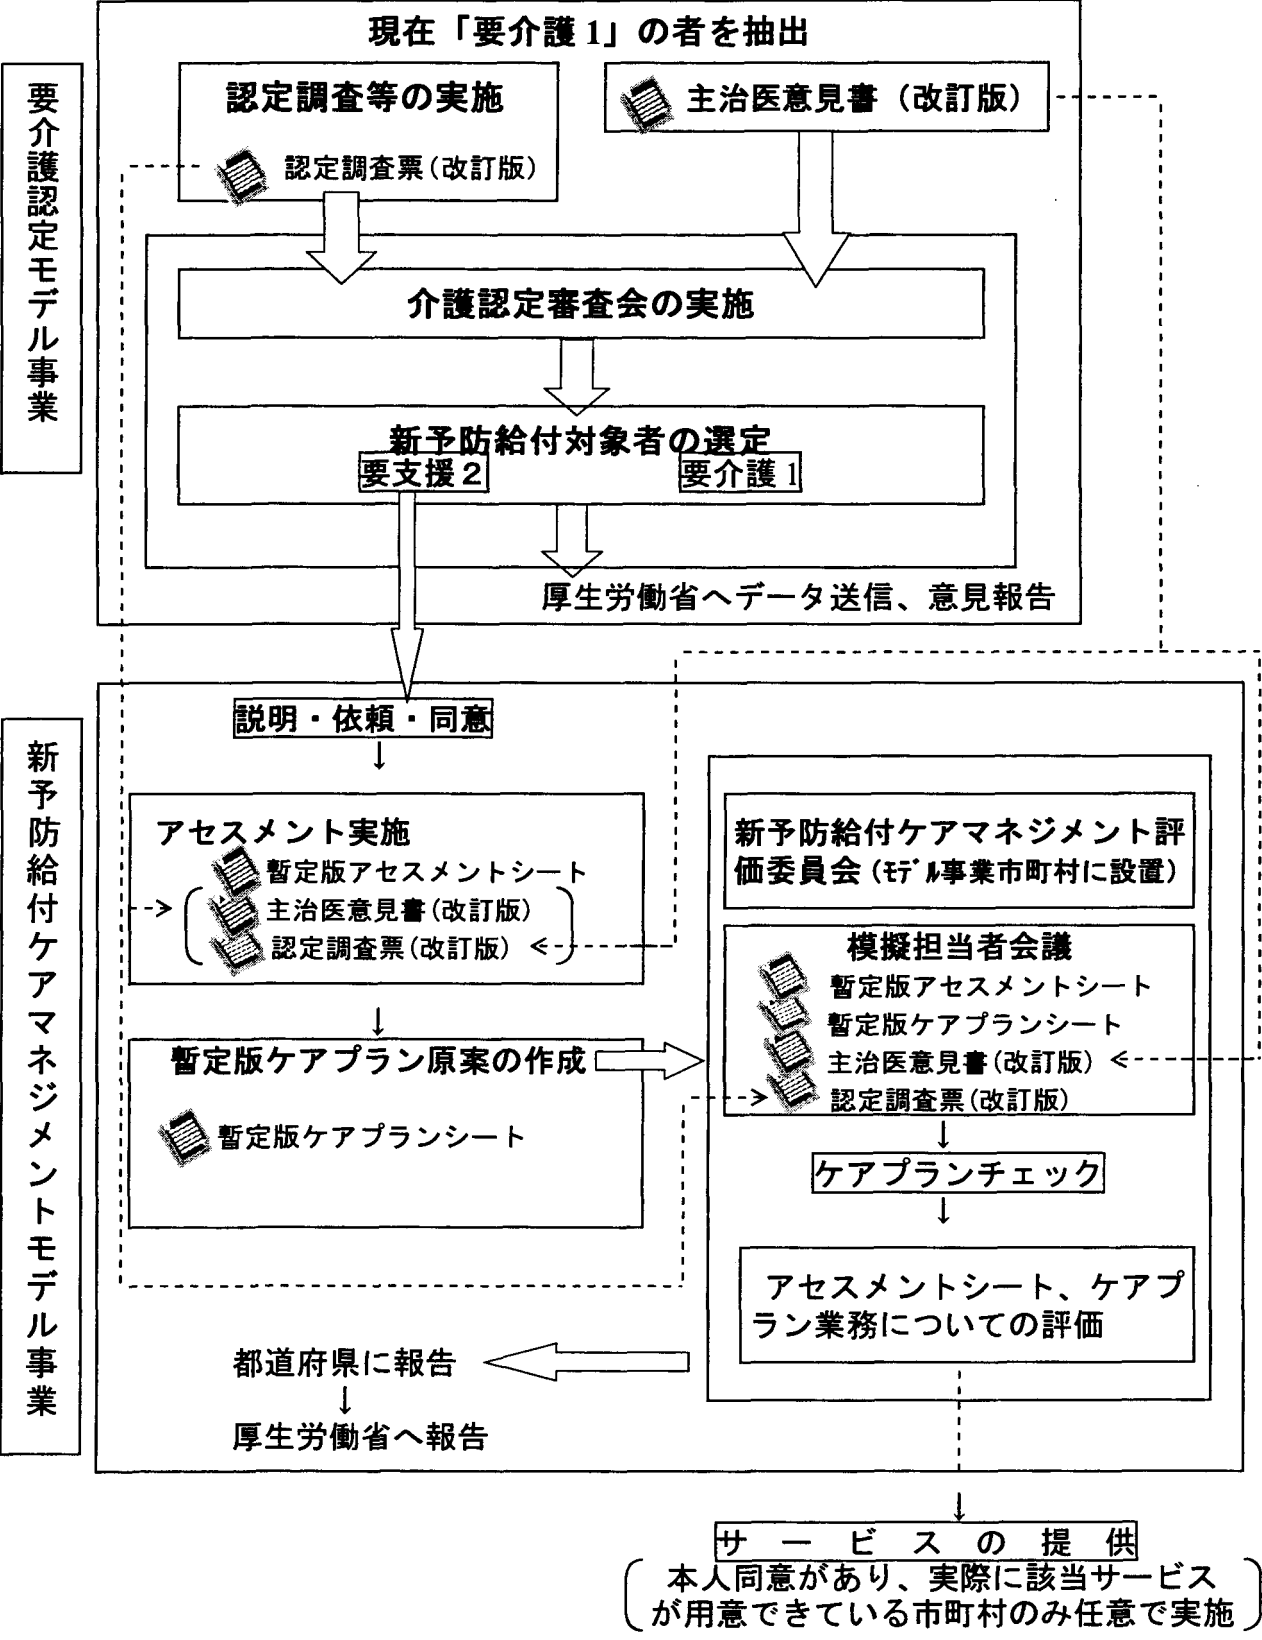 現在「要介護1」の者を抽出
要介護認定モデル事業
認定調査等の実施
認定調査票(改訂版)
主治医意見書(改訂版)
介護認定審査会の実施
新予防給付対象者の選定
要支援2
要介護1
厚生労働省へデータ送信、意見報告
新予防給付ケアマネジメントモデル事業
説明・依頼・同意
↓
アセスメント実施
暫定版アセスメントシート
主治医意見書(改訂版)
認定調査票(改訂版)
↓
暫定版ケアプラン原案の作成
暫定版ケアプランシート
新予防給付ケアマネジメント評
価委員会(ﾓﾃﾞﾙ事業市町村に設置)
模擬担当者会議
暫定版アセスメントシート
暫定版ケアプランシート
主治医意見書(改訂版)
認定調査票(改訂版)
↓
ケアプランチェック
↓
アセスメントシート、ケアプ
ラン業務についての評価
都道府県に報告
↓
厚生労働省へ報告
サービスの提供
本人同意があり、実際に該当サービス
が用意できている市町村のみ任意で実施